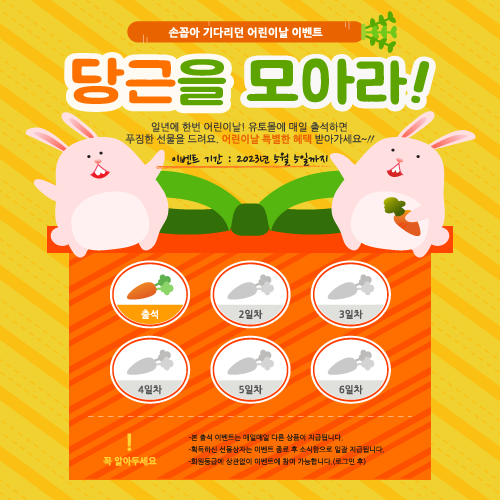 손꼽아 기다리던 어린이날 이벤트
당근을 모아라!
일년에 한번 어린이날! 유토몰에 매일 출석하면
푸짐한 선물을 드려요. 어린이날 특별한 혜택 받아가세요~!!
이벤트 기간 : 2023년 5월 5일까지
출석
2일차
3일차
4일차
5일차
6일차
!
꼭 알아두세요
-본 출석 이벤트는 매일매일 다른 상품이 지급됩니다.
-획득하신 선물상자는 이벤트 종료 후 소식함으로 일괄 지급됩니다.
-회원등급에 상관없이 이벤트에 참여 가능합니다.(로그인 후)